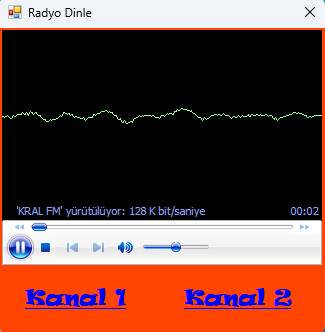 Radyo Dinle
'KRAL FM' yürütülüyor: 128 K bit/saniye 00:02
Kanal 1 Kanal 2